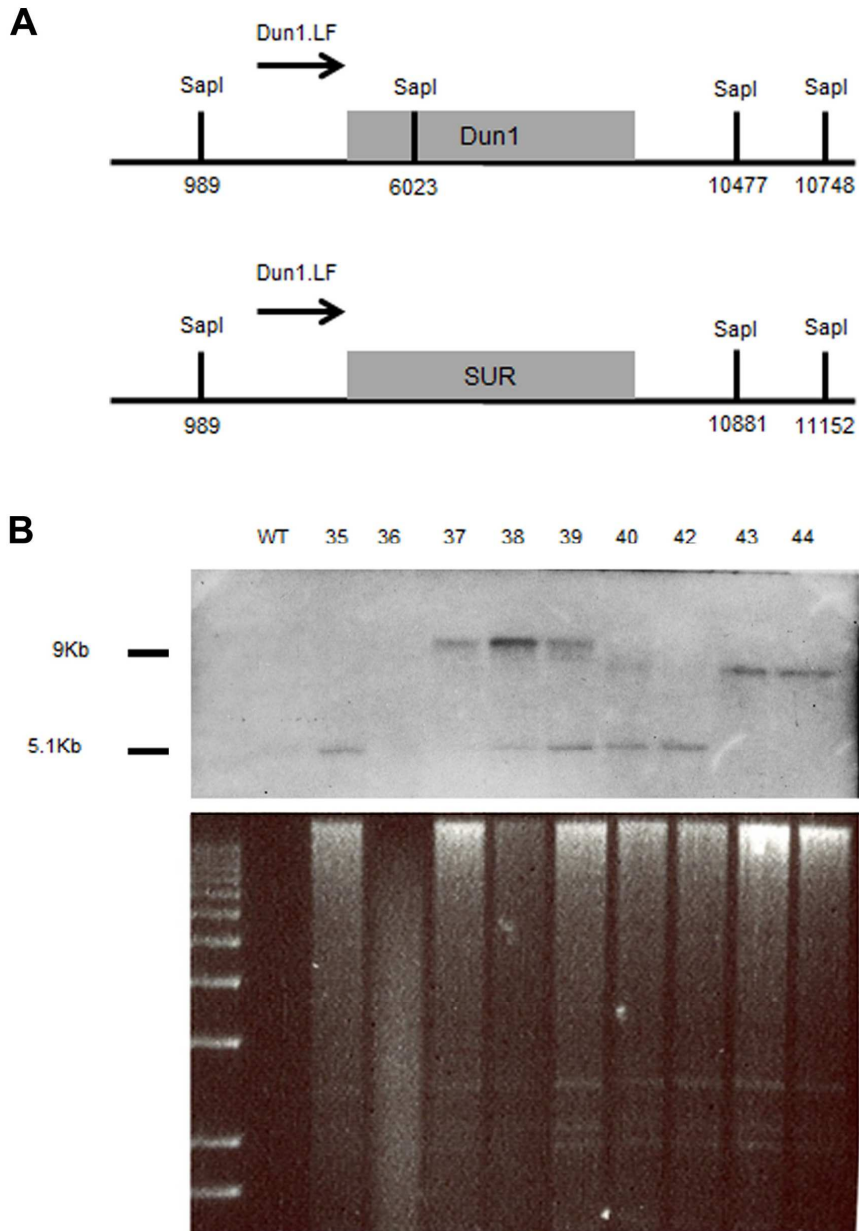 A
Dun1.LF
SapI SapI SapI SapI
Dun1
989 6023 10477 10748
Dun1.LF
SapI SapI SapI
SUR
989 10881 11152
B
WT 35 36 37 38 39 40 42 43 44
9Kb
5.1Kb